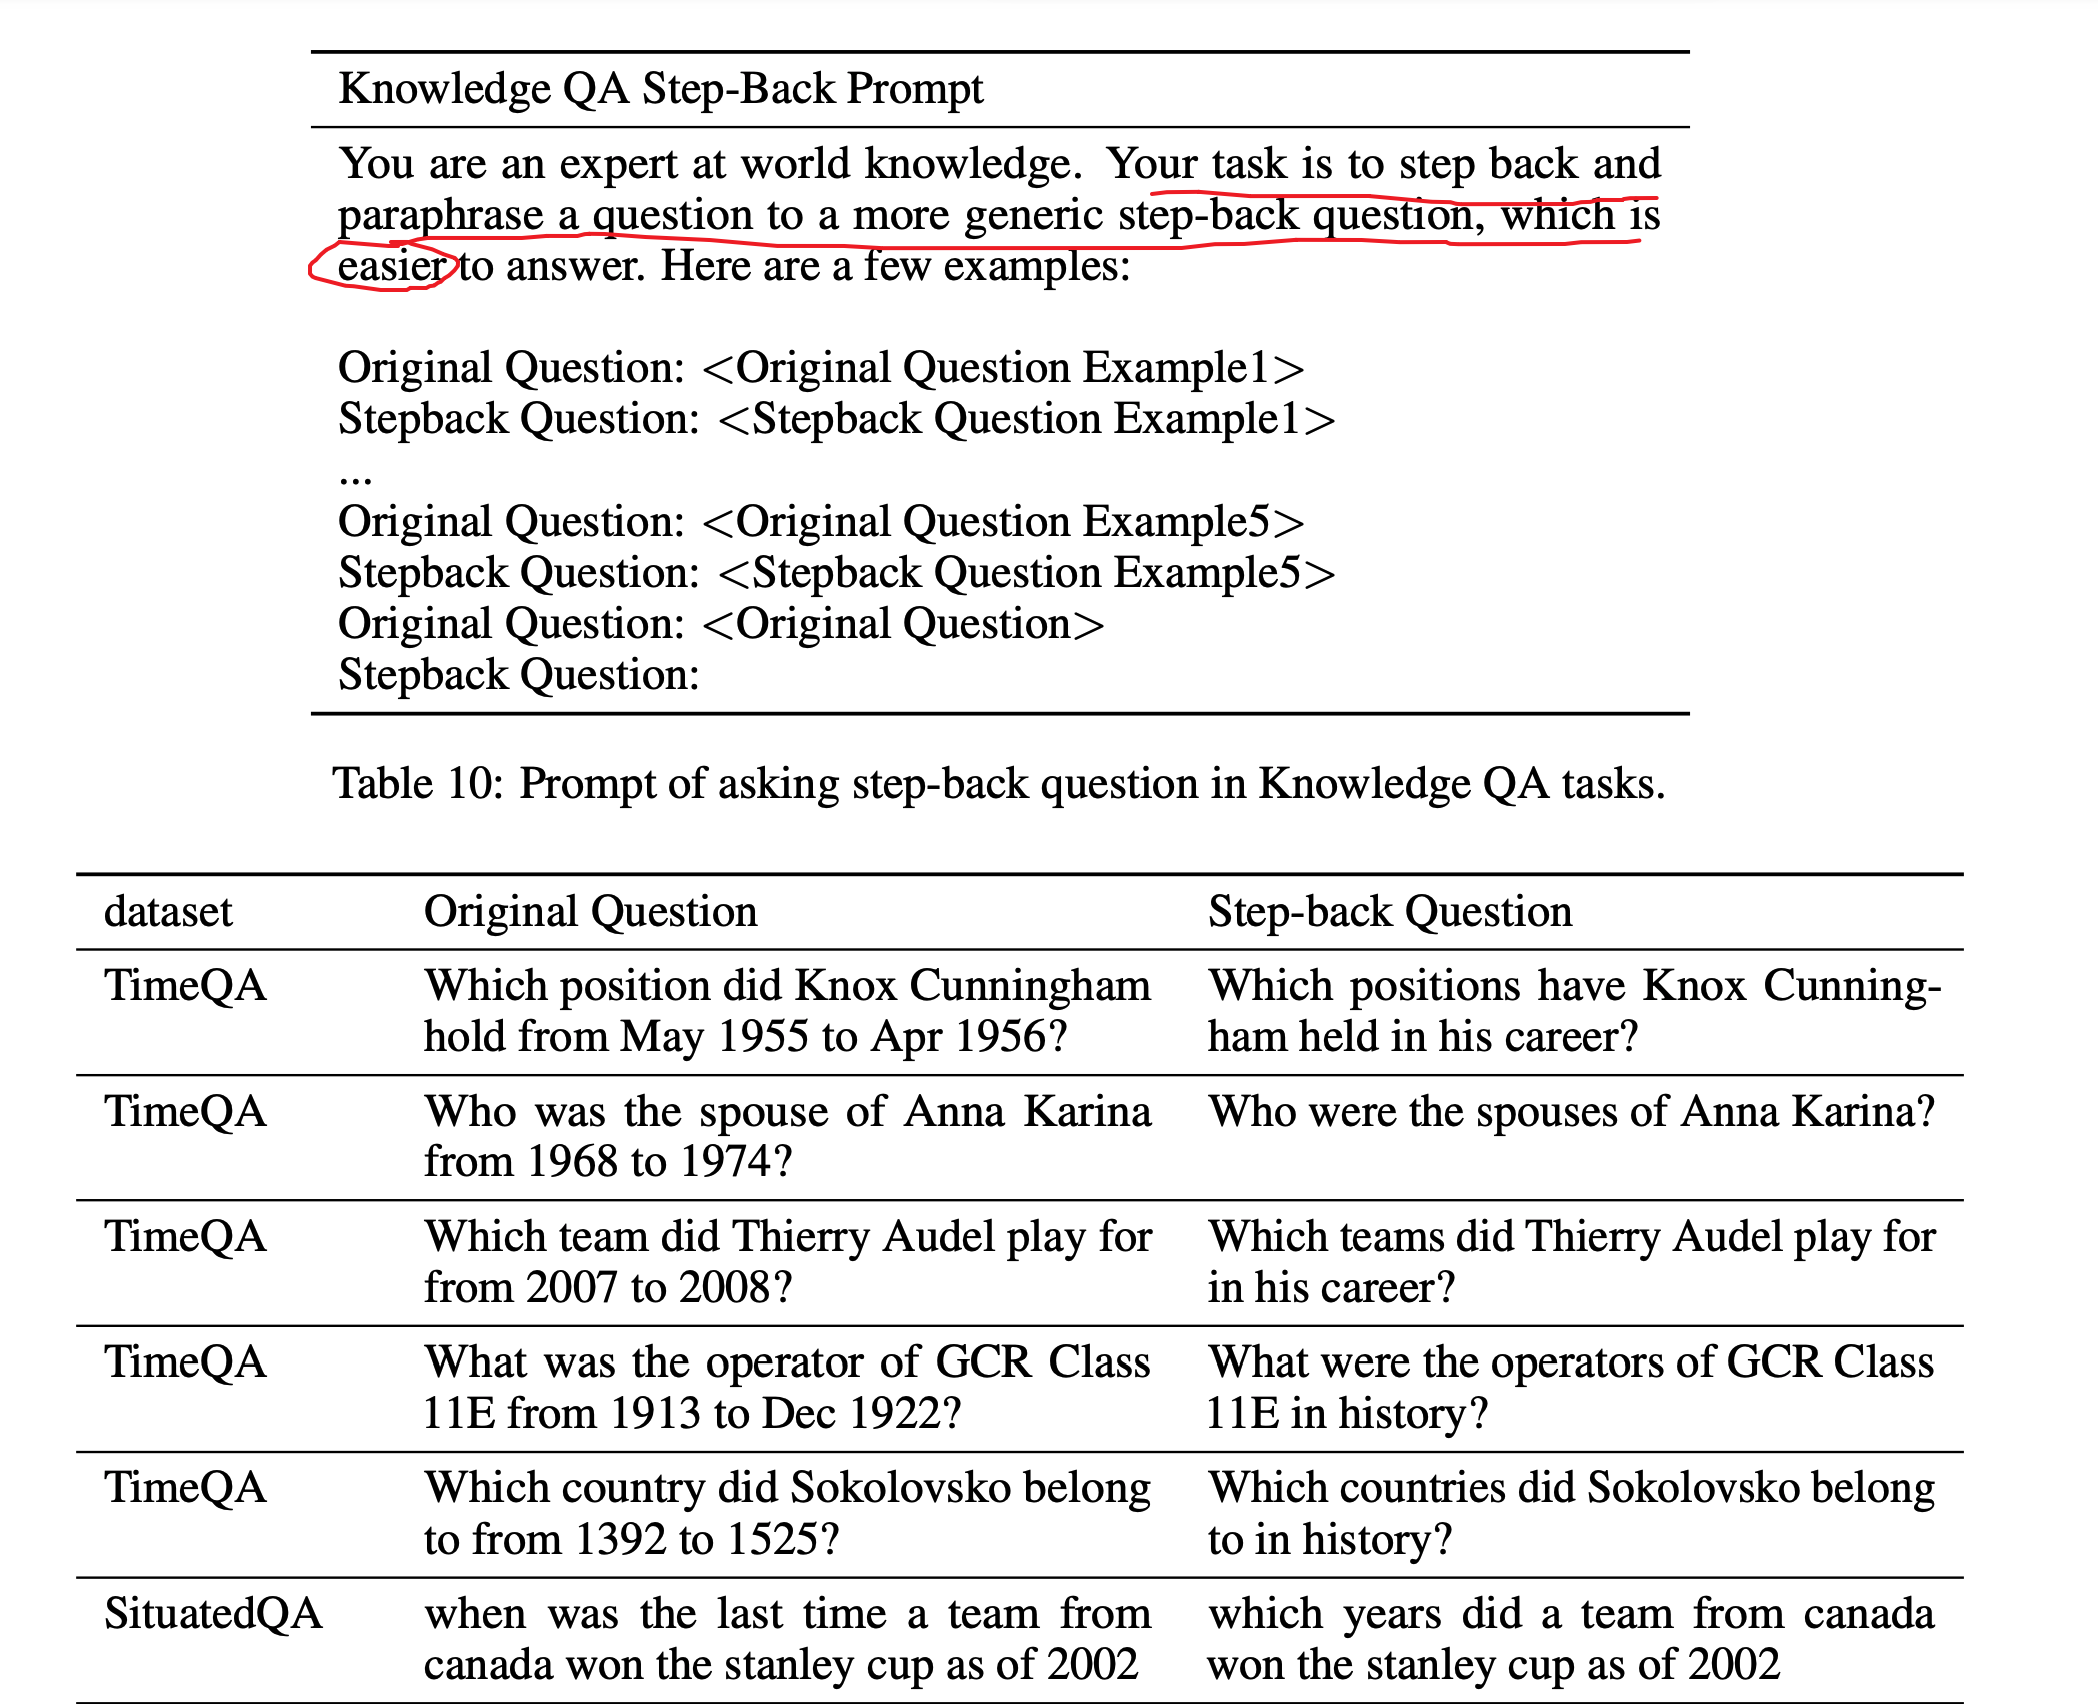 Knowledge QA Step-Back Prompt
You are an expert at world knowledge. Your task is to step back and
paraphrase a question to a more generic step-back question, which is
easier to answer. Here are a few examples:
Original Question: <Original Question Example1>
Stepback Question: <Stepback Question Example1>
...
Original Question: <Original Question Example5>
Stepback Question: <Stepback Question Example5>
Original Question: <Original Question>
Stepback Question:
Table 10: Prompt of asking step-back question in Knowledge QA tasks.
dataset Original Question Step-back Question
TimeQA Which position did Knox Cunningham Which positions have Knox Cunning-
hold from May 1955 to Apr 1956? ham held in his career?
TimeQA Who was the spouse of Anna Karina Who were the spouses of Anna Karina?
from 1968 to 1974?
TimeQA Which team did Thierry Audel play for Which teams did Thierry Audel play for
from 2007 to 2008? in his career?
TimeQA What was the operator of GCR Class What were the operators of GCR Class
11E from 1913 to Dec 1922? 11E in history?
TimeQA Which country did Sokolovsko belong Which countries did Sokolovsko belong
to from 1392 to 1525? to in history?
SituatedQA when was the last time a team from which years did a team from canada
canada won the stanley cup as of 2002 won the stanley cup as of 2002